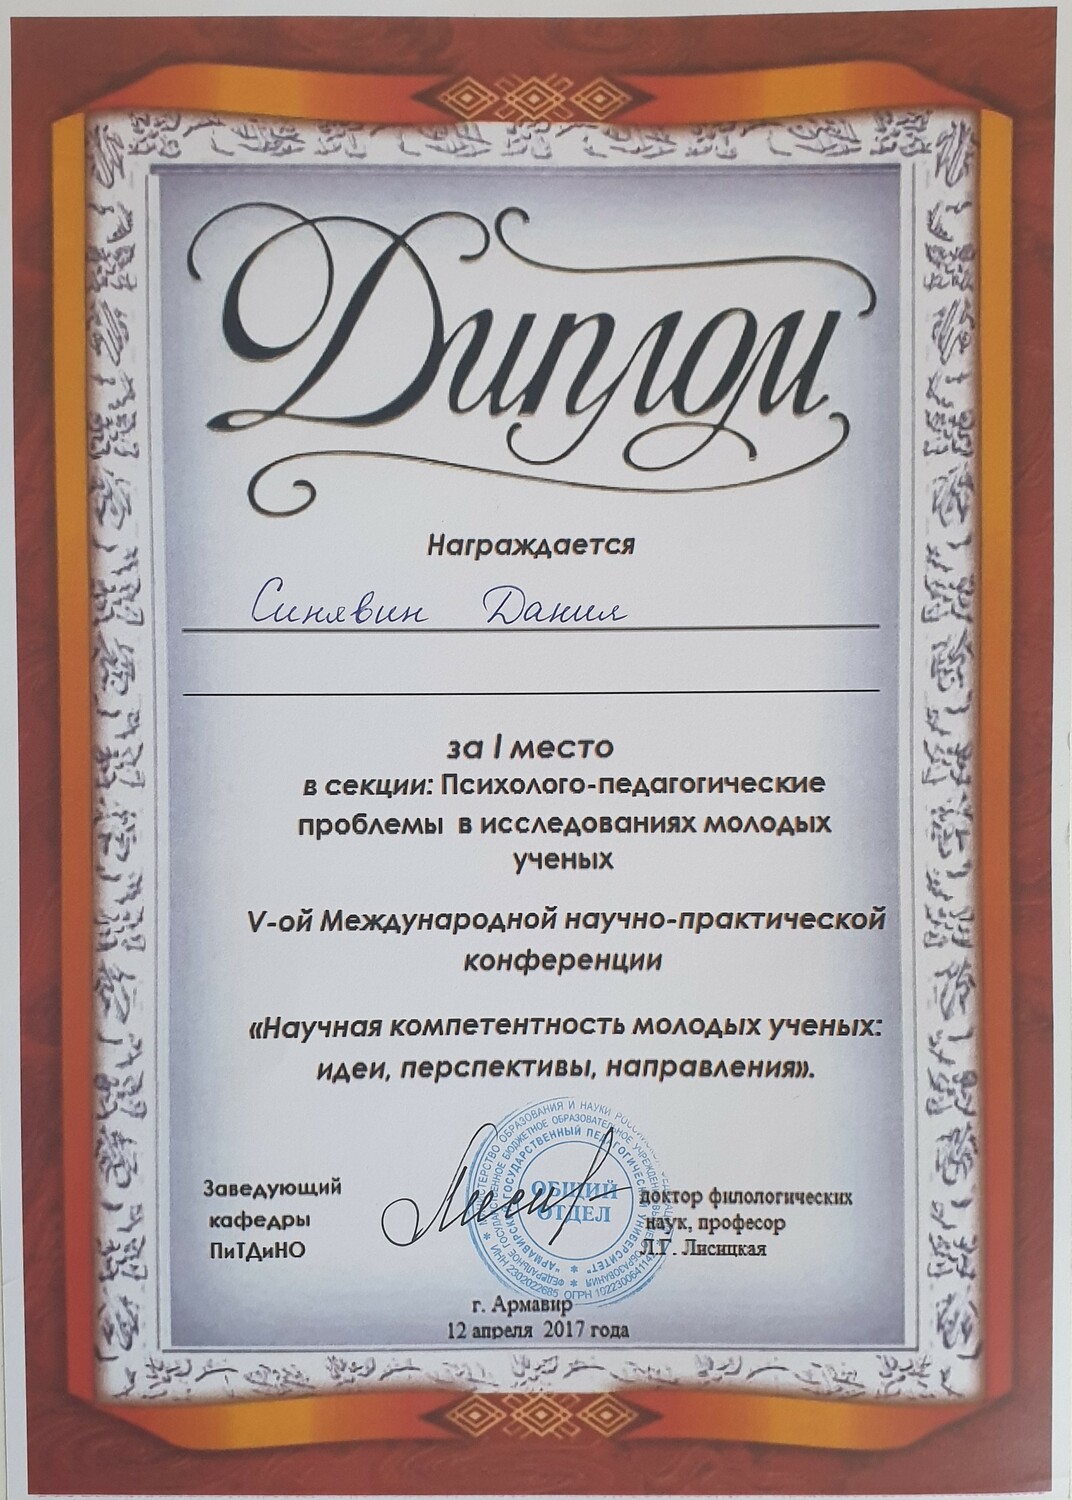 Диплом
Награждается
Синявин Данил
за I место
в секции: Психолого-педагогические
проблемы в исследованиях молодых
ученых
V-ой Международной научно-практической
конференции
«Научная компетентность молодых ученых:
идеи, перспективы, направления».
Заведующий
кафедры
ПиТДиНО
ОБЩИЙ
ОТДЕЛ
доктор филологических
наук, професор
Л.Г. Лисицкая
г. Армавир
12 апреля 2017 года